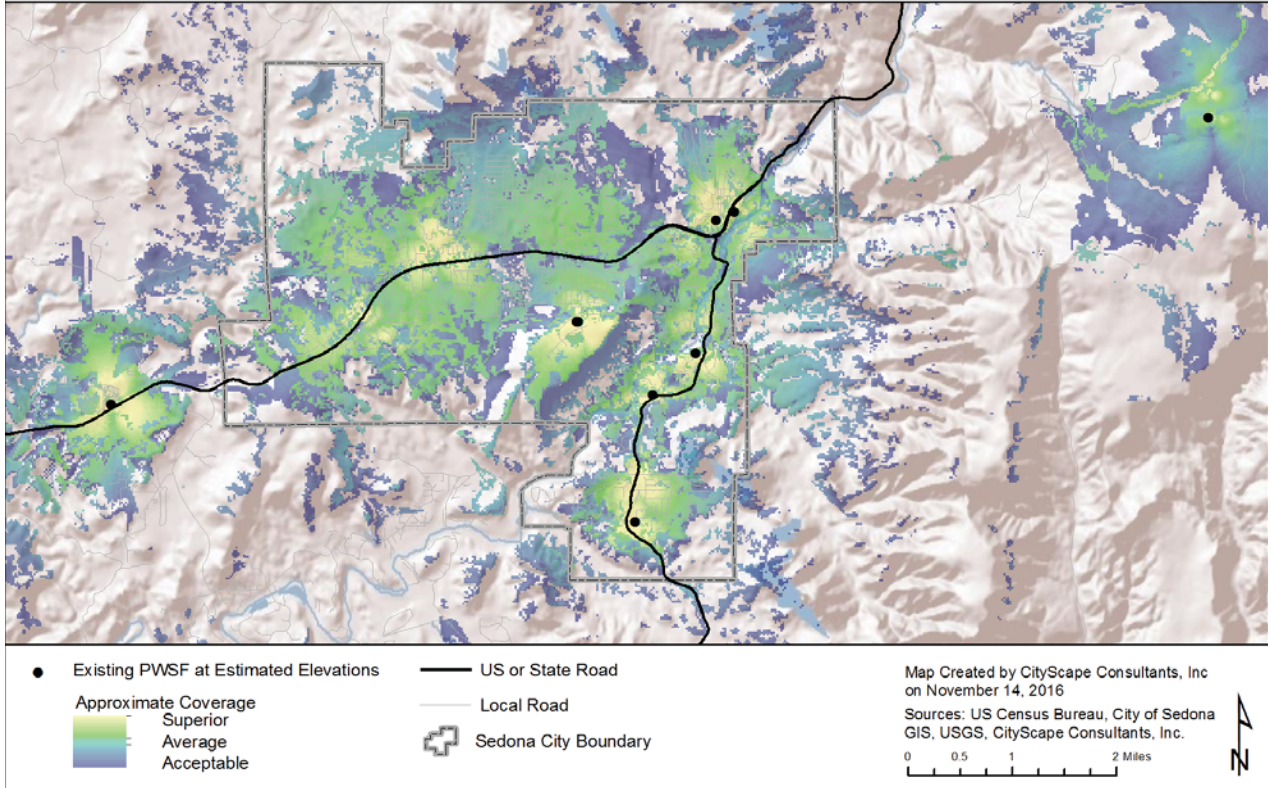 Existing PWSF at Estimated Elevations
Approximate Coverage
Superior
Average
Acceptable
US or State Road
Local Road
Sedona City Boundary
Map Created by CityScape Consultants, Inc
on November 14, 2016
Sources: US Census Bureau, City of Sedona
GIS, USGS, CityScape Consultants, Inc.
0 0.5 1 2 Miles
N